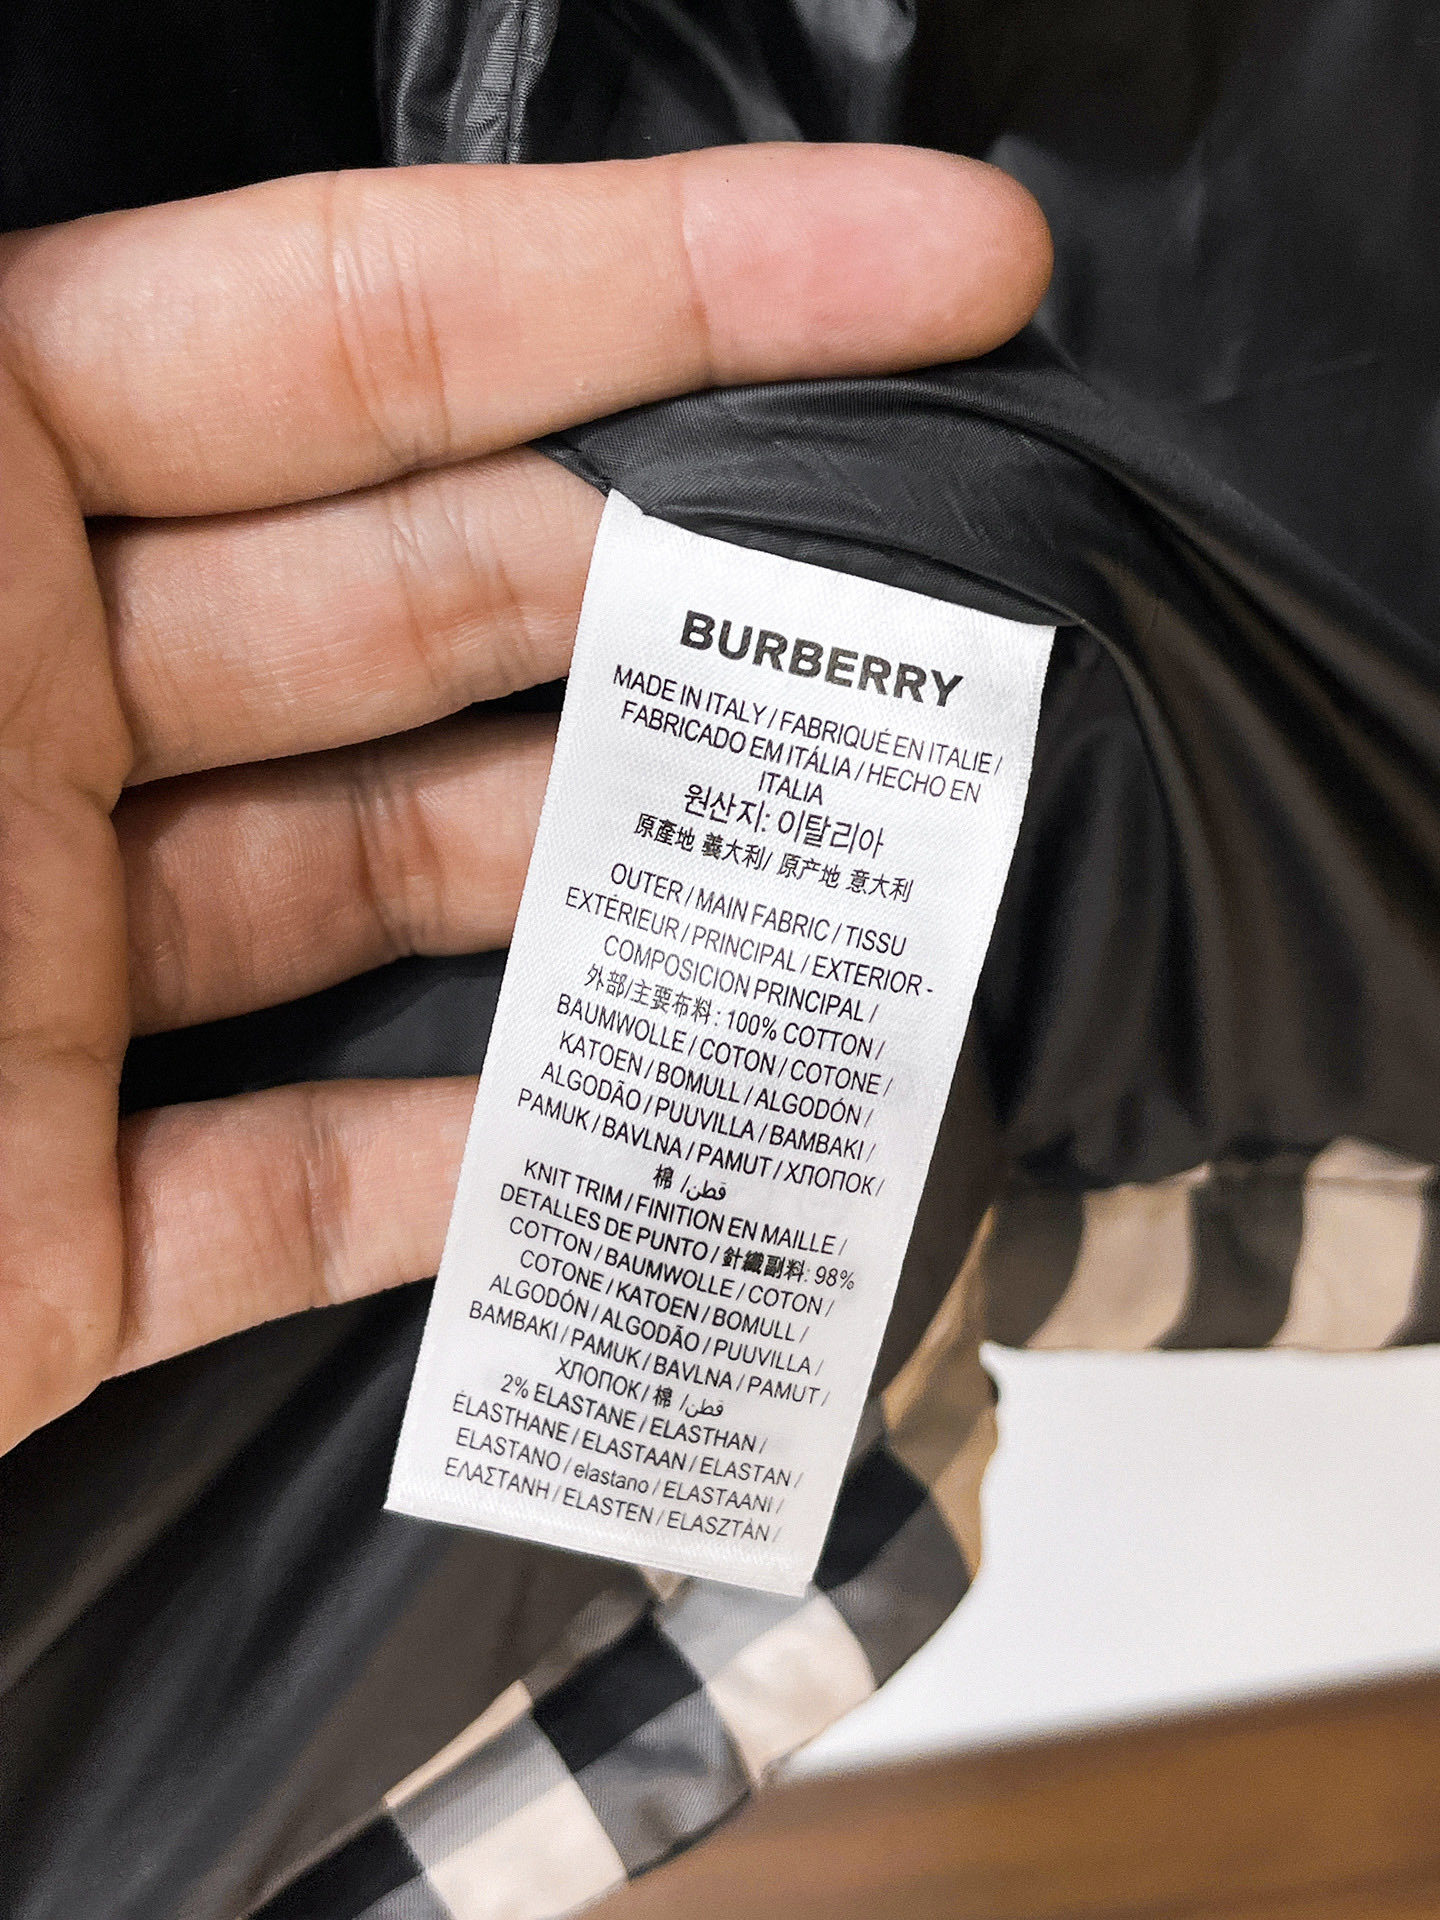 BURBERRY
MADE IN ITALY / FABRIQUÉ EN ITALIE /
FABRICADO EM ITÁLIA / HECHO EN
ITALIA
원산지: 이탈리아
原產地 義大利/ 原产地 意大利
OUTER / MAIN FABRIC / TISSU
EXTÉRIEUR / PRINCIPAL / EXTERIOR -
COMPOSICION PRINCIPAL /
外部/主要布料: 100% COTTON /
BAUMWOLLE / COTON / COTONE /
KATOEN / BOMULL / ALGODÓN /
ALGODÃO / PUUVILLA / BAMBAKI /
PAMUK / BAVLNA / PAMUT / ХЛОПОК /
棉 /قطن
KNIT TRIM / FINITION EN MAILLE /
DETALLES DE PUNTO / 針織副料: 98%
COTTON / BAUMWOLLE / COTON /
COTONE / KATOEN / BOMULL /
ALGODÓN / ALGODÃO / PUUVILLA /
BAMBAKI / PAMUK / BAVLNA / PAMUT /
ХЛОПОК / 棉 /قطن
2% ELASTANE / ELASTHAN /
ÉLASTHANE / ELASTAAN / ELASTAN /
ELASTANO / elastano / ELASTAANI /
ΕΛΑΣΤΑΝΗ / ELASTEN / ELASZTÁN /